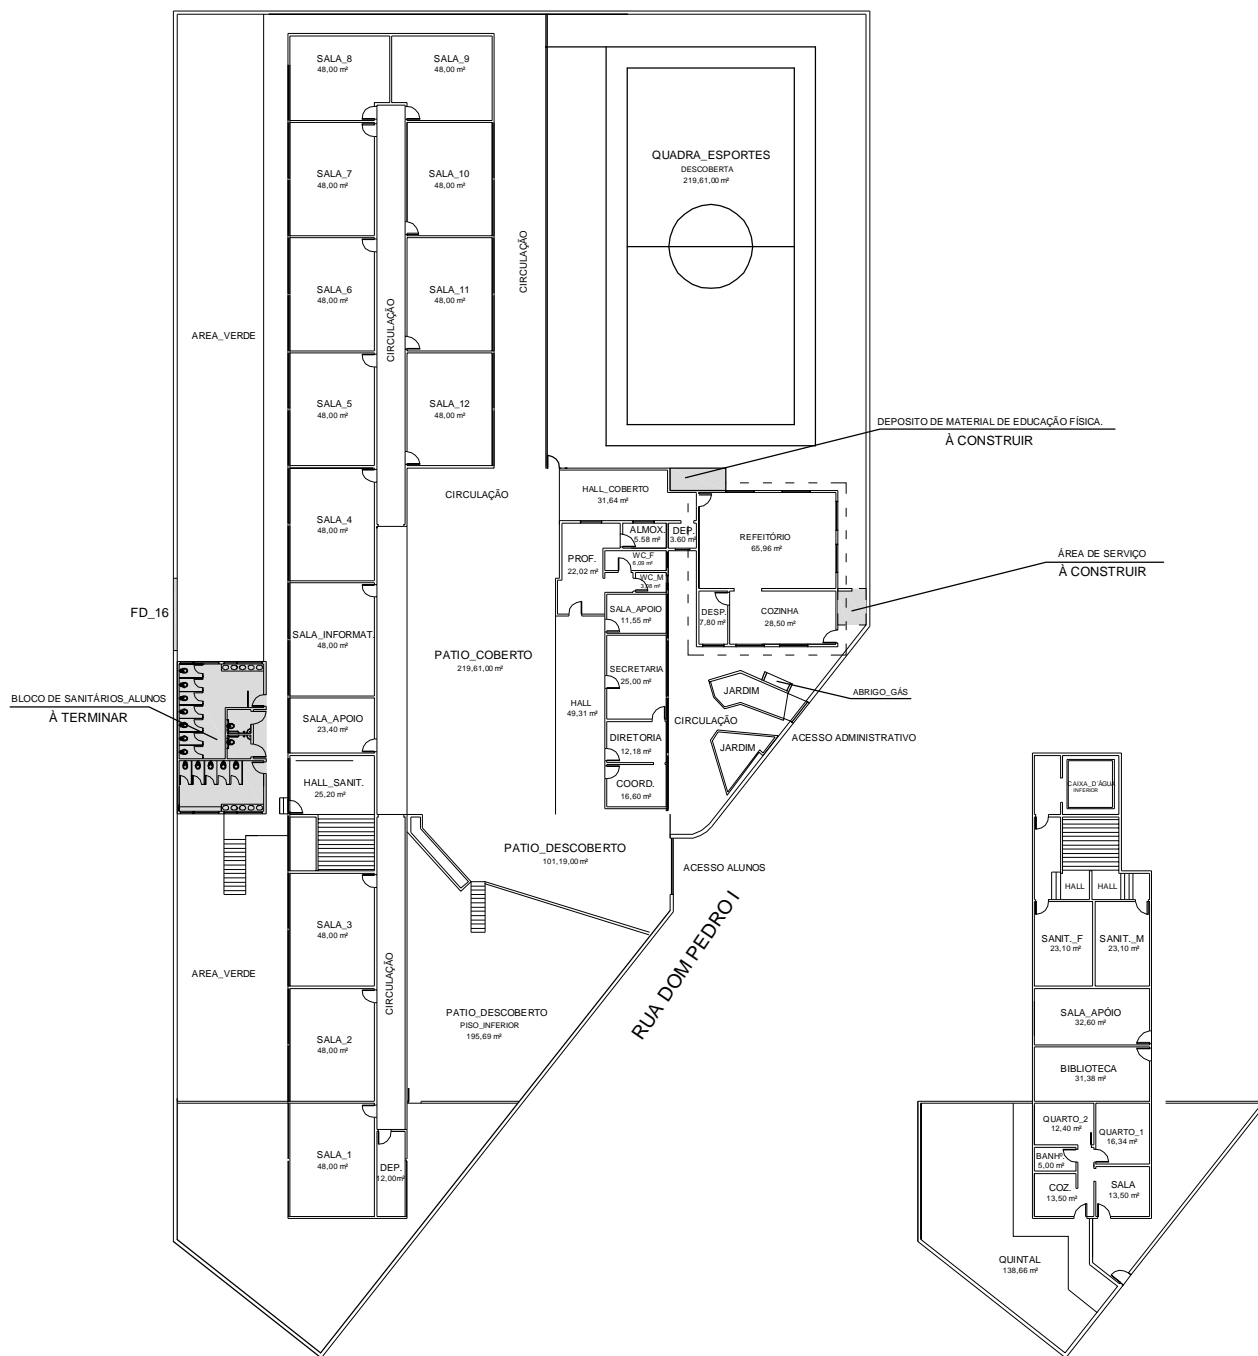 SALA_8
48,00 m²
SALA_9
48,00 m²
SALA_7
48,00 m²
SALA_10
48,00 m²
QUADRA_ESPORTES
DESCOBERTA
219,61,00 m²
CIRCULAÇÃO
SALA_6
48,00 m²
SALA_11
48,00 m²
CIRCULAÇÃO
AREA_VERDE
SALA_5
48,00 m²
SALA_12
48,00 m²
DEPOSITO DE MATERIAL DE EDUCAÇÃO FÍSICA.
À CONSTRUIR
CIRCULAÇÃO
HALL_COBERTO
31,64 m²
SALA_4
48,00 m²
ALMOX.
5.58 m²
DEP.
3.60 m²
REFEITÓRIO
65,96 m²
PROF.
22,02 m²
WC_F
6,09 m²
WC_M
ÁREA DE SERVIÇO
À CONSTRUIR
FD_16
SALA_INFORMAT.
48,00 m²
SALA_APOIO
11,55 m²
DESP.
7,80 m²
COZINHA
28,50 m²
PATIO_COBERTO
219,61,00 m²
SECRETARIA
25,00 m²
JARDIM
ABRIGO_GÁS
BLOCO DE SANITÁRIOS_ALUNOS
À TERMINAR
SALA_APOIO
23,40 m²
HALL
49,31 m²
CIRCULAÇÃO
DIRETORIA
12,18 m²
JARDIM
ACESSO ADMINISTRATIVO
HALL_SANIT.
25,20 m²
COORD.
16,60 m²
CAIXA_D'ÁGUA
INFERIOR
PATIO_DESCOBERTO
101,19,00 m²
ACESSO ALUNOS
HALL
HALL
SALA_3
48,00 m²
RUA DOM PEDRO I
SANIT._F
23,10 m²
SANIT._M
23,10 m²
AREA_VERDE
CIRCULAÇÃO
PATIO_DESCOBERTO
PISO_INFERIOR
195,69 m²
SALA_APÓIO
32,60 m²
SALA_2
48,00 m²
BIBLIOTECA
31,38 m²
QUARTO_2
12,40 m²
QUARTO_1
16,34 m²
SALA_1
48,00 m²
DEP.
12,00m²
BANHº
5,00 m²
COZ.
13,50 m²
SALA
13,50 m²
QUINTAL
138,66 m²